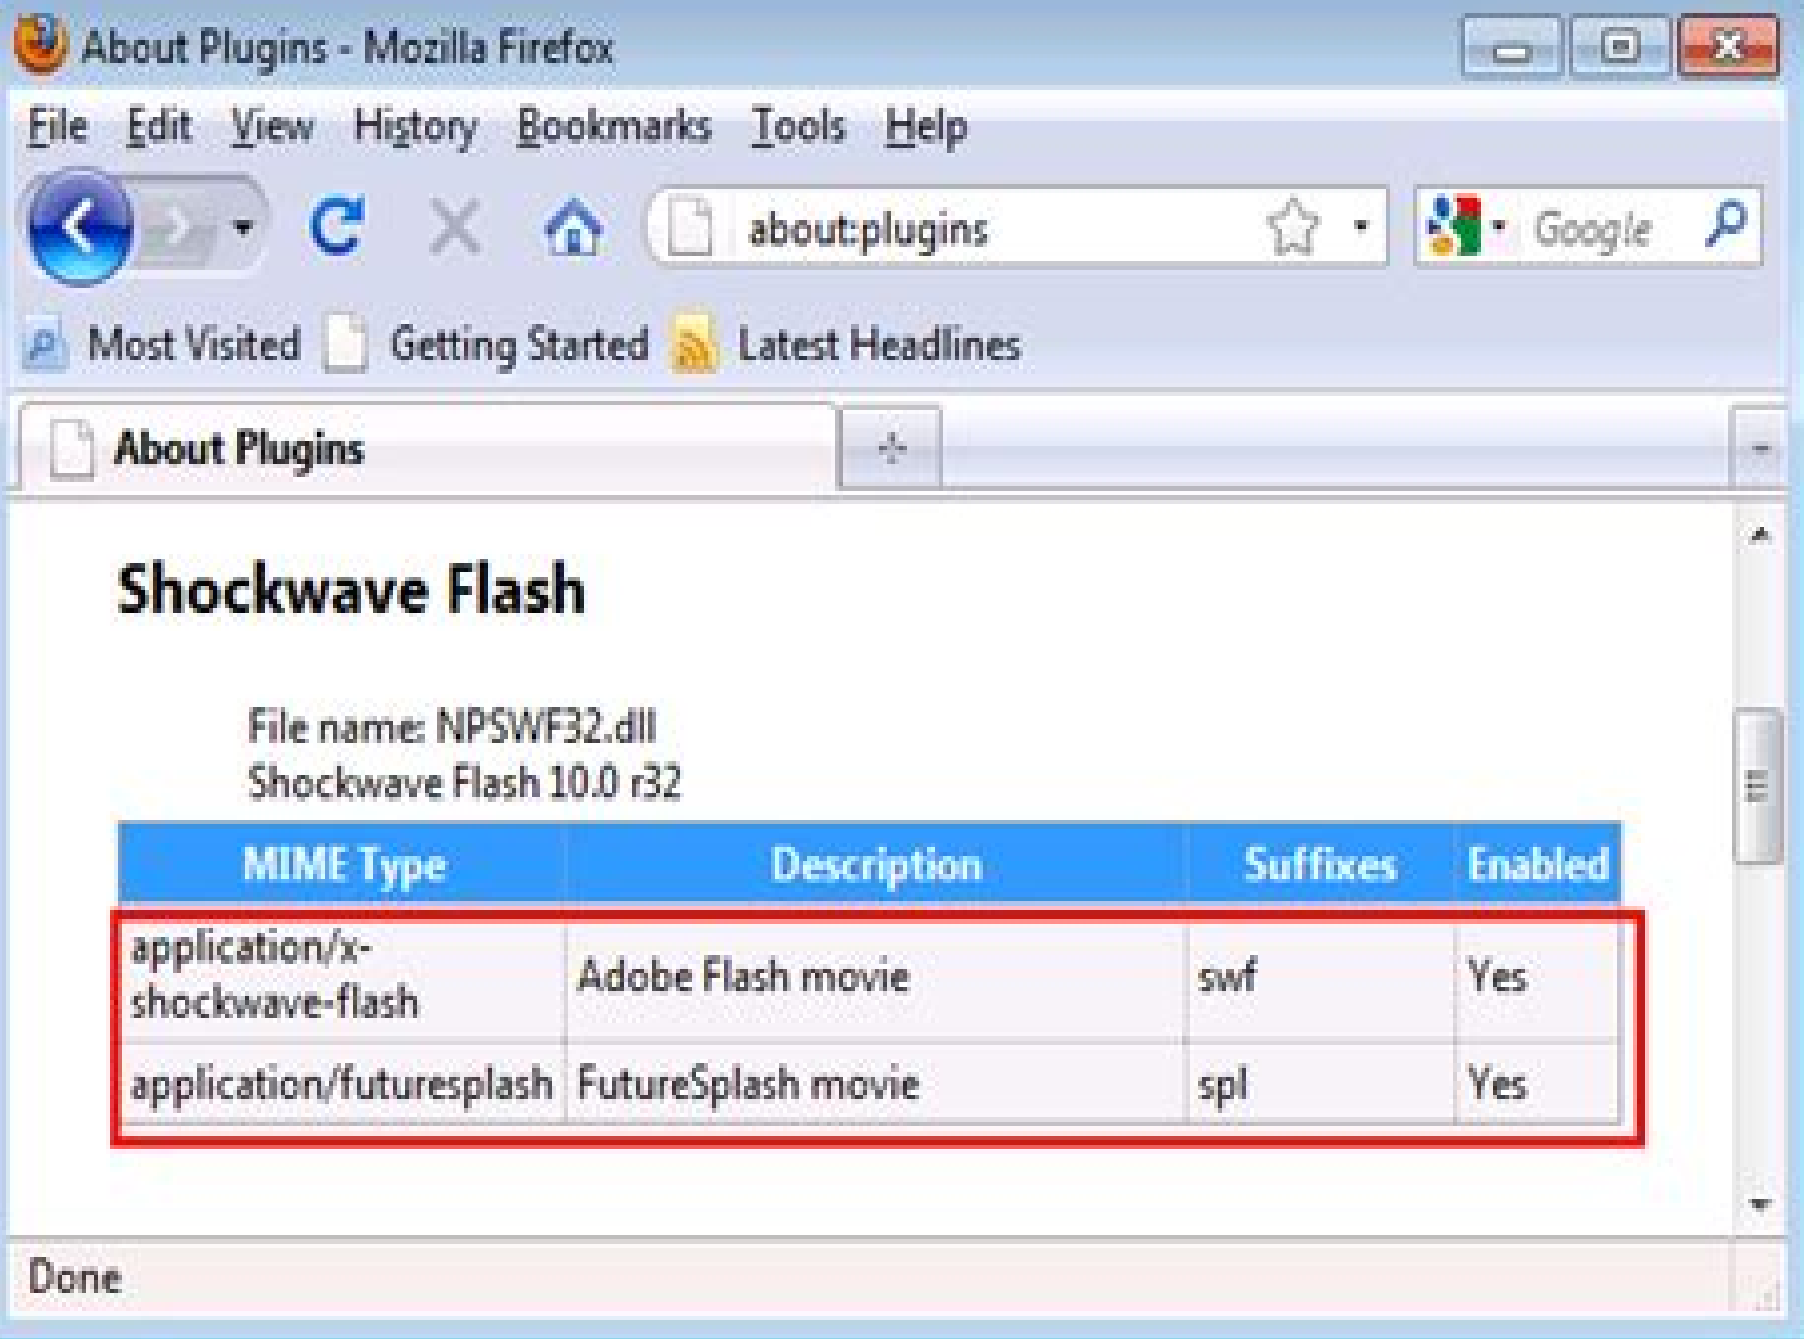 About Plugins - Mozilla Firefox
File Edit View History Bookmarks Tools Help
about:plugins Google
Most Visited Getting Started Latest Headlines
About Plugins
Shockwave Flash
File name: NPSWF32.dll
Shockwave Flash 10.0 r32
MIME Type Description Suffixes Enabled
application/x-
shockwave-flash Adobe Flash movie swf Yes
application/futuresplash FutureSplash movie spl Yes
Done